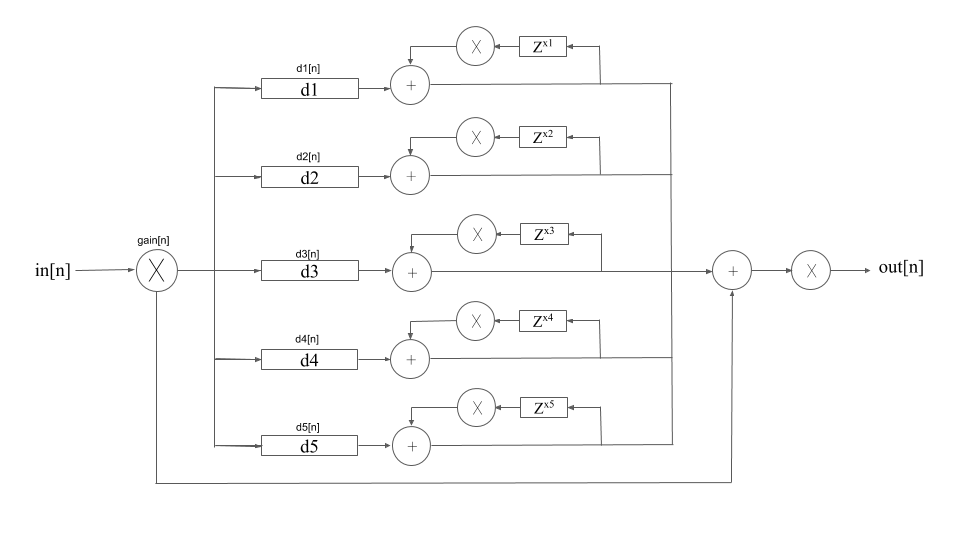 Z^x1
d1[n]
d1
Z^x2
d2[n]
d2
gain[n]
Z^x3
d3[n]
in[n]
d3
out[n]
Z^x4
d4[n]
d4
Z^x5
d5[n]
d5